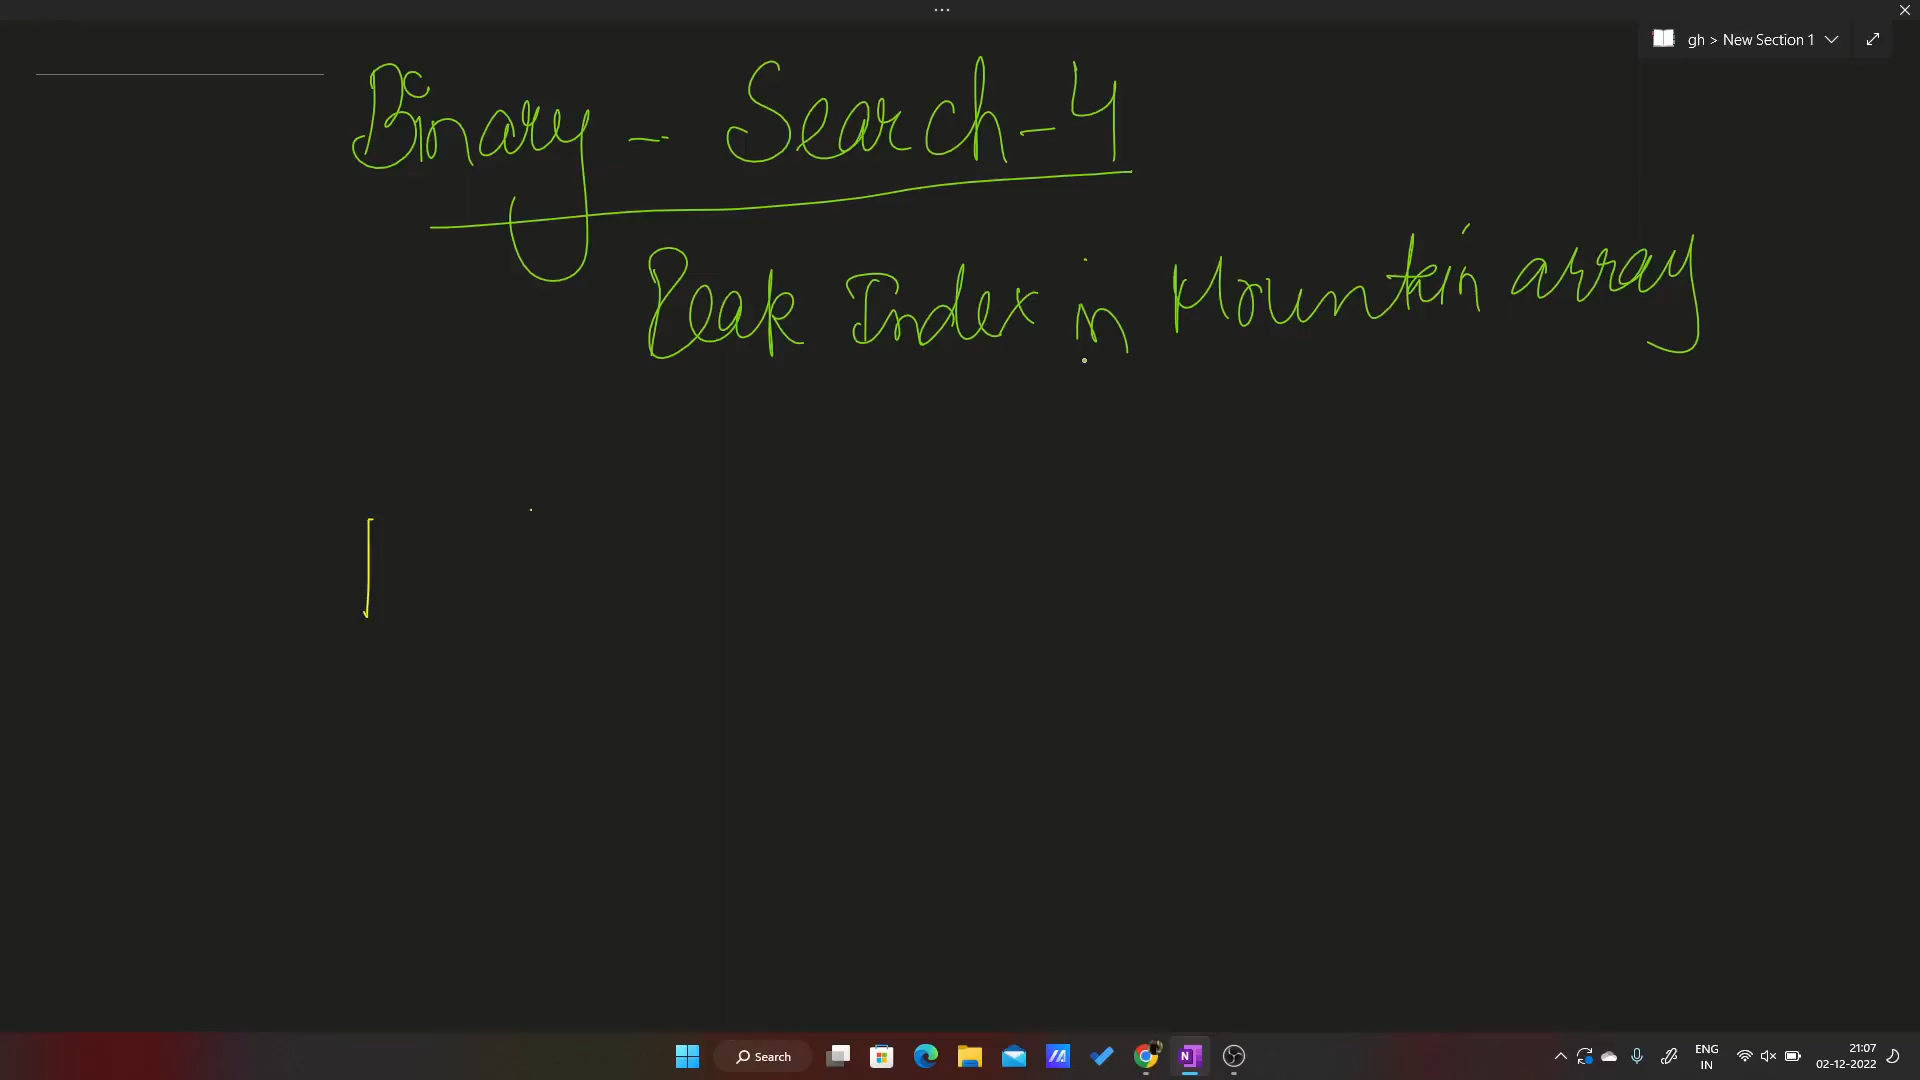 gh > New Section 1
Binary - Search-4
Peak Index in Mountain array
Search
ENG
IN
21:07
02-12-2022